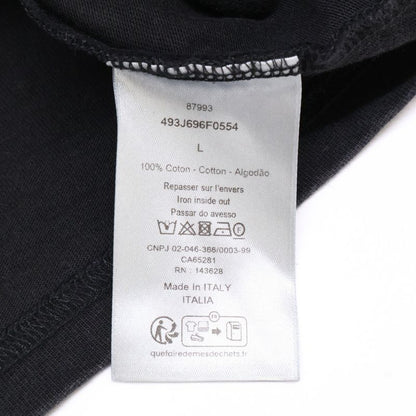 87993
493J696F0554
L
100% Coton - Cotton - Algodão
Repasser sur l'envers
Iron inside out
Passar do avesso
CNPJ 02-046-366/0003-99
CA65281
RN : 143628
Made in ITALY
ITALIA
FR
quefairedemesdechets.fr